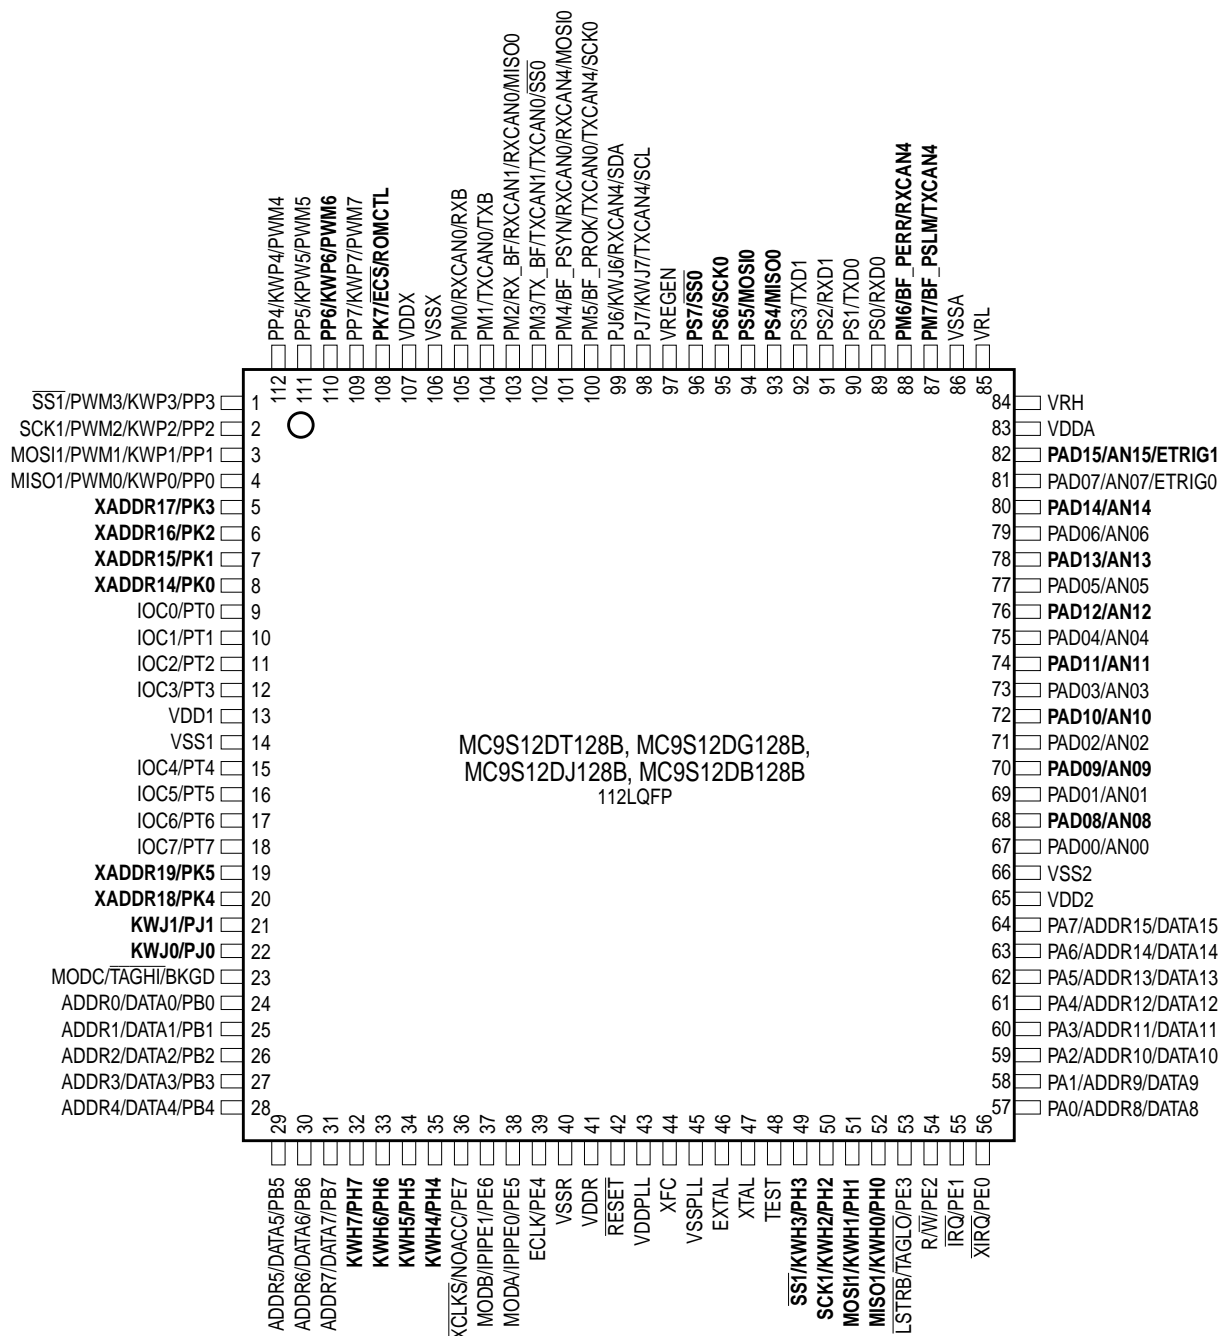 PP4/KWP4/PWM4
PP5/KPW5/PWM5
PP6/KWP6/PWM6
PP7/KWP7/PWM7
PK7/ECS/ROMCTL
VDDX
VSSX
PM0/RXCAN0/RXB
PM1/TXCAN0/TXB
PM2/RX_BF/RXCAN1/RXCAN0/MISO0
PM3/TX_BF/TXCAN1/TXCAN0/SS0
PM4/BF_PSYN/RXCAN0/RXCAN4/MOSI0
PM5/BF_PROK/TXCAN0/TXCAN4/SCK0
PJ6/KWJ6/RXCAN4/SDA
PJ7/KWJ7/TXCAN4/SCL
VREGEN
PS7/SS0
PS6/SCK0
PS5/MOSI0
PS4/MISO0
PS3/TXD1
PS2/RXD1
PS1/TXD0
PS0/RXD0
PM6/BF_PERR/RXCAN4
PM7/BF_PSLM/TXCAN4
VSSA
VRL
112
111
110
109
108
107
106
105
104
103
102
101
100
99
98
97
96
95
94
93
92
91
90
89
88
87
86
85
SS1/PWM3/KWP3/PP3 1
SCK1/PWM2/KWP2/PP2 2
MOSI1/PWM1/KWP1/PP1 3
MISO1/PWM0/KWP0/PP0 4
XADDR17/PK3 5
XADDR16/PK2 6
XADDR15/PK1 7
XADDR14/PK0 8
IOC0/PT0 9
IOC1/PT1 10
IOC2/PT2 11
IOC3/PT3 12
VDD1 13
VSS1 14
IOC4/PT4 15
IOC5/PT5 16
IOC6/PT6 17
IOC7/PT7 18
XADDR19/PK5 19
XADDR18/PK4 20
KWJ1/PJ1 21
KWJ0/PJ0 22
MODC/TAGHI/BKGD 23
ADDR0/DATA0/PB0 24
ADDR1/DATA1/PB1 25
ADDR2/DATA2/PB2 26
ADDR3/DATA3/PB3 27
ADDR4/DATA4/PB4 28
MC9S12DT128B, MC9S12DG128B,
MC9S12DJ128B, MC9S12DB128B
112LQFP
84 VRH
83 VDDA
82 PAD15/AN15/ETRIG1
81 PAD07/AN07/ETRIG0
80 PAD14/AN14
79 PAD06/AN06
78 PAD13/AN13
77 PAD05/AN05
76 PAD12/AN12
75 PAD04/AN04
74 PAD11/AN11
73 PAD03/AN03
72 PAD10/AN10
71 PAD02/AN02
70 PAD09/AN09
69 PAD01/AN01
68 PAD08/AN08
67 PAD00/AN00
66 VSS2
65 VDD2
64 PA7/ADDR15/DATA15
63 PA6/ADDR14/DATA14
62 PA5/ADDR13/DATA13
61 PA4/ADDR12/DATA12
60 PA3/ADDR11/DATA11
59 PA2/ADDR10/DATA10
58 PA1/ADDR9/DATA9
57 PA0/ADDR8/DATA8
29
30
31
32
33
34
35
36
37
38
39
40
41
42
43
44
45
46
47
48
49
50
51
52
53
54
55
56
ADDR5/DATA5/PB5
ADDR6/DATA6/PB6
ADDR7/DATA7/PB7
KWH7/PH7
KWH6/PH6
KWH5/PH5
KWH4/PH4
XCLKS/NOACC/PE7
MODB/IPIPE1/PE6
MODA/IPIPE0/PE5
ECLK/PE4
VSSR
VDDR
RESET
VDDPLL
XFC
VSSPLL
EXTAL
XTAL
TEST
SS1/KWH3/PH3
SCK1/KWH2/PH2
MOSI1/KWH1/PH1
MISO1/KWH0/PH0
LSTRB/TAGLO/PE3
R/W/PE2
IRQ/PE1
XIRQ/PE0